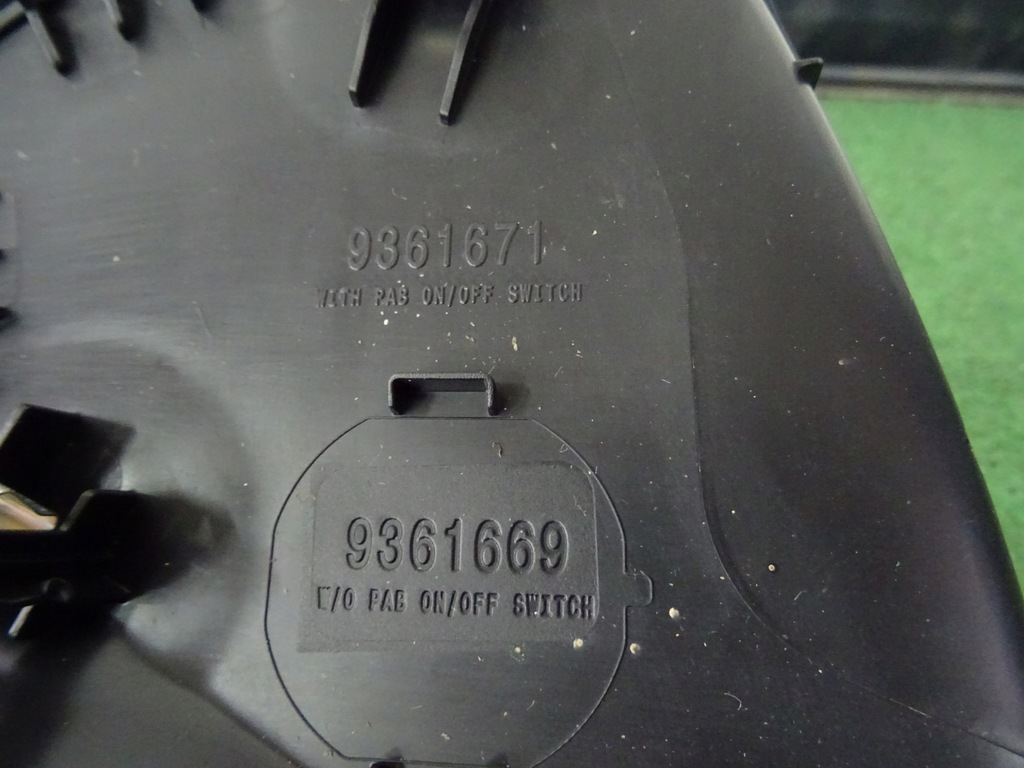 9361671
WITH PAB ON/OFF SWITCH
9361669
W/O PAB ON/OFF SWITCH